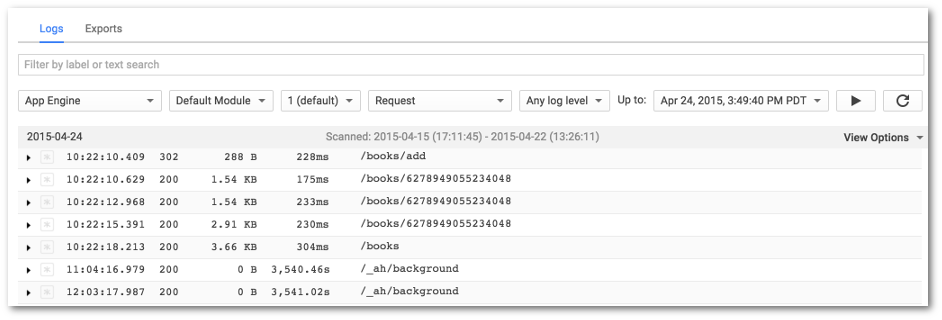 Logs Exports
Filter by label or text search
App Engine Default Module 1 (default) Request Any log level Up to: Apr 24, 2015, 3:49:40 PM PDT
2015-04-24 Scanned: 2015-04-15 (17:11:45) - 2015-04-22 (13:26:11) View Options
10:22:10.409 302 288 B 228ms /books/add
10:22:10.629 200 1.54 KB 175ms /books/6278949055234048
10:22:12.968 200 1.54 KB 233ms /books/6278949055234048
10:22:15.391 200 2.91 KB 230ms /books/6278949055234048
10:22:18.213 200 3.66 KB 304ms /books
11:04:16.979 200 0 B 3,540.46s /_ah/background
12:03:17.987 200 0 B 3,541.02s /_ah/background